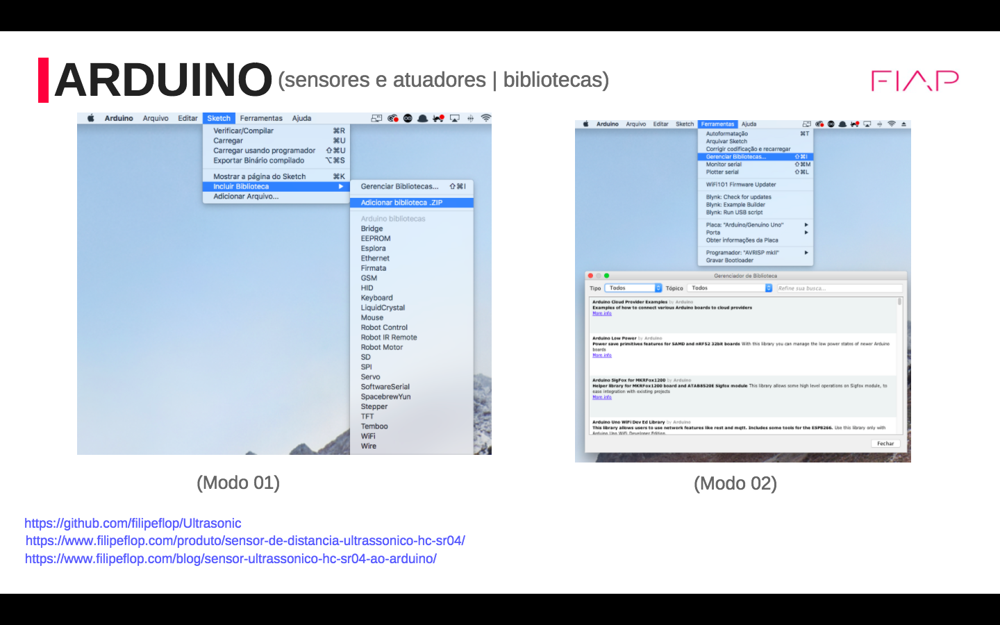 ARDUINO (sensores e atuadores | bibliotecas)
FIAP
Arduino Arquivo Editar Sketch Ferramentas Ajuda
Verificar/Compilar ⌘R
Carregar ⌘U
Carregar usando programador ⇧⌘U
Exportar Binário compilado ⌥⌘S
Mostrar a página do Sketch ⌘K
Incluir Biblioteca ▶
Adicionar Arquivo...
Gerenciar Bibliotecas... ⇧⌘I
Adicionar biblioteca .ZIP
Arduino bibliotecas
Bridge
EEPROM
Esplora
Ethernet
Firmata
GSM
HID
Keyboard
LiquidCrystal
Mouse
Robot Control
Robot IR Remote
Robot Motor
SD
SPI
Servo
SoftwareSerial
SpacebrewYun
Stepper
TFT
Temboo
WiFi
Wire
(Modo 01)
Arduino Arquivo Editar Sketch Ferramentas Ajuda
Autoformatação ⌘T
Arquivar Sketch
Corrigir codificação e recarregar
Gerenciar Bibliotecas... ⇧⌘I
Monitor serial ⇧⌘M
Plotter serial ⇧⌘L
WiFi101 Firmware Updater
Blynk: Check for updates
Blynk: Example Builder
Blynk: Run USB script
Placa: "Arduino/Genuino Uno" ▶
Porta ▶
Obter informações da Placa
Programador: "AVRISP mkII" ▶
Gravar Bootloader
Gerenciador de Biblioteca
Tipo Todos Tópico Todos Refine sua busca...
Arduino Cloud Provider Examples by Arduino
Examples of how to connect various Arduino boards to cloud providers
More info
Arduino Low Power by Arduino
Power save primitives features for SAMD and nRF52 32bit boards With this library you can manage the low power states of newer Arduino
boards
More info
Arduino SigFox for MKRFox1200 by Arduino
Helper library for MKRFox1200 board and ATAB8520E Sigfox module This library allows some high level operations on Sigfox module, to
ease integration with existing projects
More info
Arduino Uno WiFi Dev Ed Library by Arduino
This library allows users to use network features like rest and mqtt. Includes some tools for the ESP8266. Use this library only with
Arduino Uno WiFi Developer Edition.
Fechar
(Modo 02)
https://github.com/filipeflop/Ultrasonic
https://www.filipeflop.com/produto/sensor-de-distancia-ultrassonico-hc-sr04/
https://www.filipeflop.com/blog/sensor-ultrassonico-hc-sr04-ao-arduino/